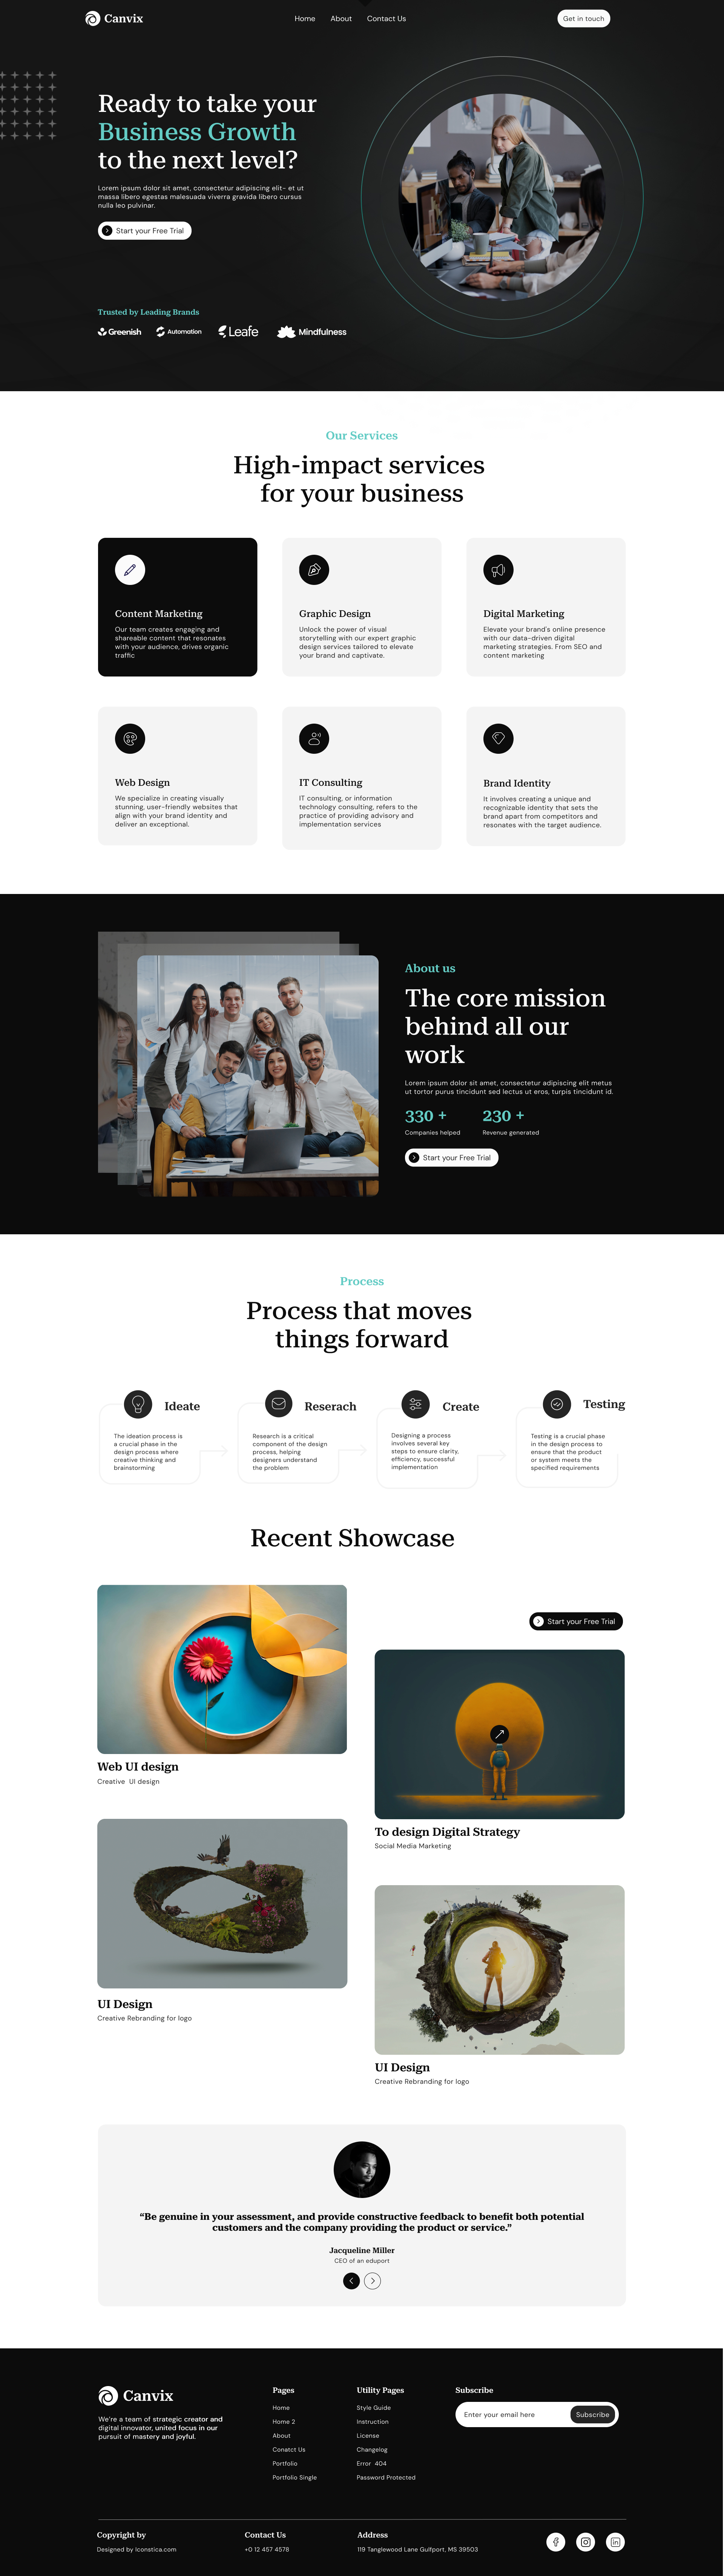 Canvix
Home
About
Contact Us
Get in touch
Ready to take your
Business Growth
to the next level?
Lorem ipsum dolor sit amet, consectetur adipiscing elit- et ut
massa libero egestas malesuada viverra gravida libero cursus
nulla leo pulvinar.
Start your Free Trial
Trusted by Leading Brands
Greenish
Automation
Leafe
Mindfulness
Our Services
High-impact services
for your business
Content Marketing
Our team creates engaging and
shareable content that resonates
with your audience, drives organic
traffic
Graphic Design
Unlock the power of visual
storytelling with our expert graphic
design services tailored to elevate
your brand and captivate.
Digital Marketing
Elevate your brand's online presence
with our data-driven digital
marketing strategies. From SEO and
content marketing
Web Design
We specialize in creating visually
stunning, user-friendly websites that
align with your brand identity and
deliver an exceptional.
IT Consulting
IT consulting, or information
technology consulting, refers to the
practice of providing advisory and
implementation services
Brand Identity
It involves creating a unique and
recognizable identity that sets the
brand apart from competitors and
resonates with the target audience.
About us
The core mission
behind all our
work
Lorem ipsum dolor sit amet, consectetur adipiscing elit metus
ut tortor purus tincidunt sed lectus ut eros, turpis tincidunt id.
330 +
Companies helped
230 +
Revenue generated
Start your Free Trial
Process
Process that moves
things forward
Ideate
The ideation process is
a crucial phase in the
design process where
creative thinking and
brainstorming
Reserach
Research is a critical
component of the design
process, helping
designers understand
the problem
Create
Designing a process
involves several key
steps to ensure clarity,
efficiency, successful
implementation
Testing
Testing is a crucial phase
in the design process to
ensure that the product
or system meets the
specified requirements
Recent Showcase
Start your Free Trial
Web UI design
Creative UI design
To design Digital Strategy
Social Media Marketing
UI Design
Creative Rebranding for logo
UI Design
Creative Rebranding for logo
“Be genuine in your assessment, and provide constructive feedback to benefit both potential
customers and the company providing the product or service.”
Jacqueline Miller
CEO of an eduport
Canvix
We're a team of strategic creator and
digital innovator, united focus in our
pursuit of mastery and joyful.
Pages
Home
Home 2
About
Conatct Us
Portfolio
Portfolio Single
Utility Pages
Style Guide
Instruction
License
Changelog
Error 404
Password Protected
Subscribe
Enter your email here
Subscribe
Copyright by
Designed by Iconstica.com
Contact Us
+0 12 457 4578
Address
119 Tanglewood Lane Gulfport, MS 39503